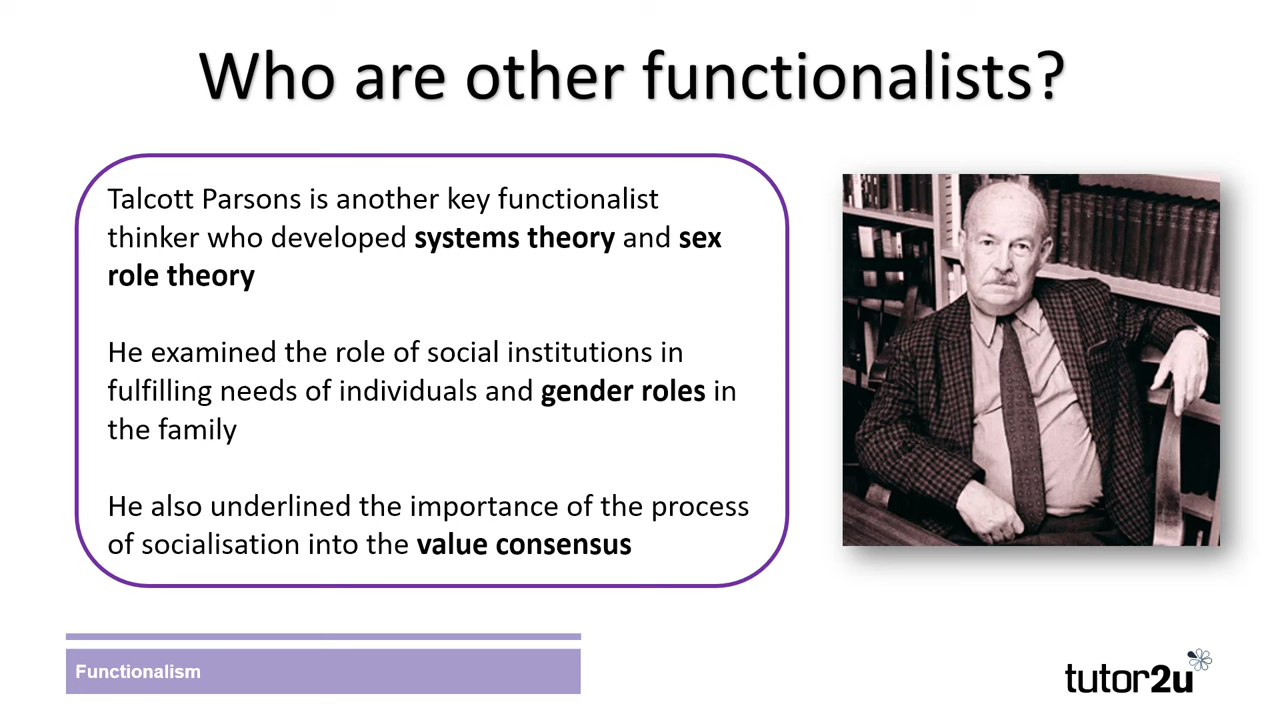 Who are other functionalists?
Talcott Parsons is another key functionalist
thinker who developed systems theory and sex
role theory
He examined the role of social institutions in
fulfilling needs of individuals and gender roles in
the family
He also underlined the importance of the process
of socialisation into the value consensus
Functionalism
tutor2u